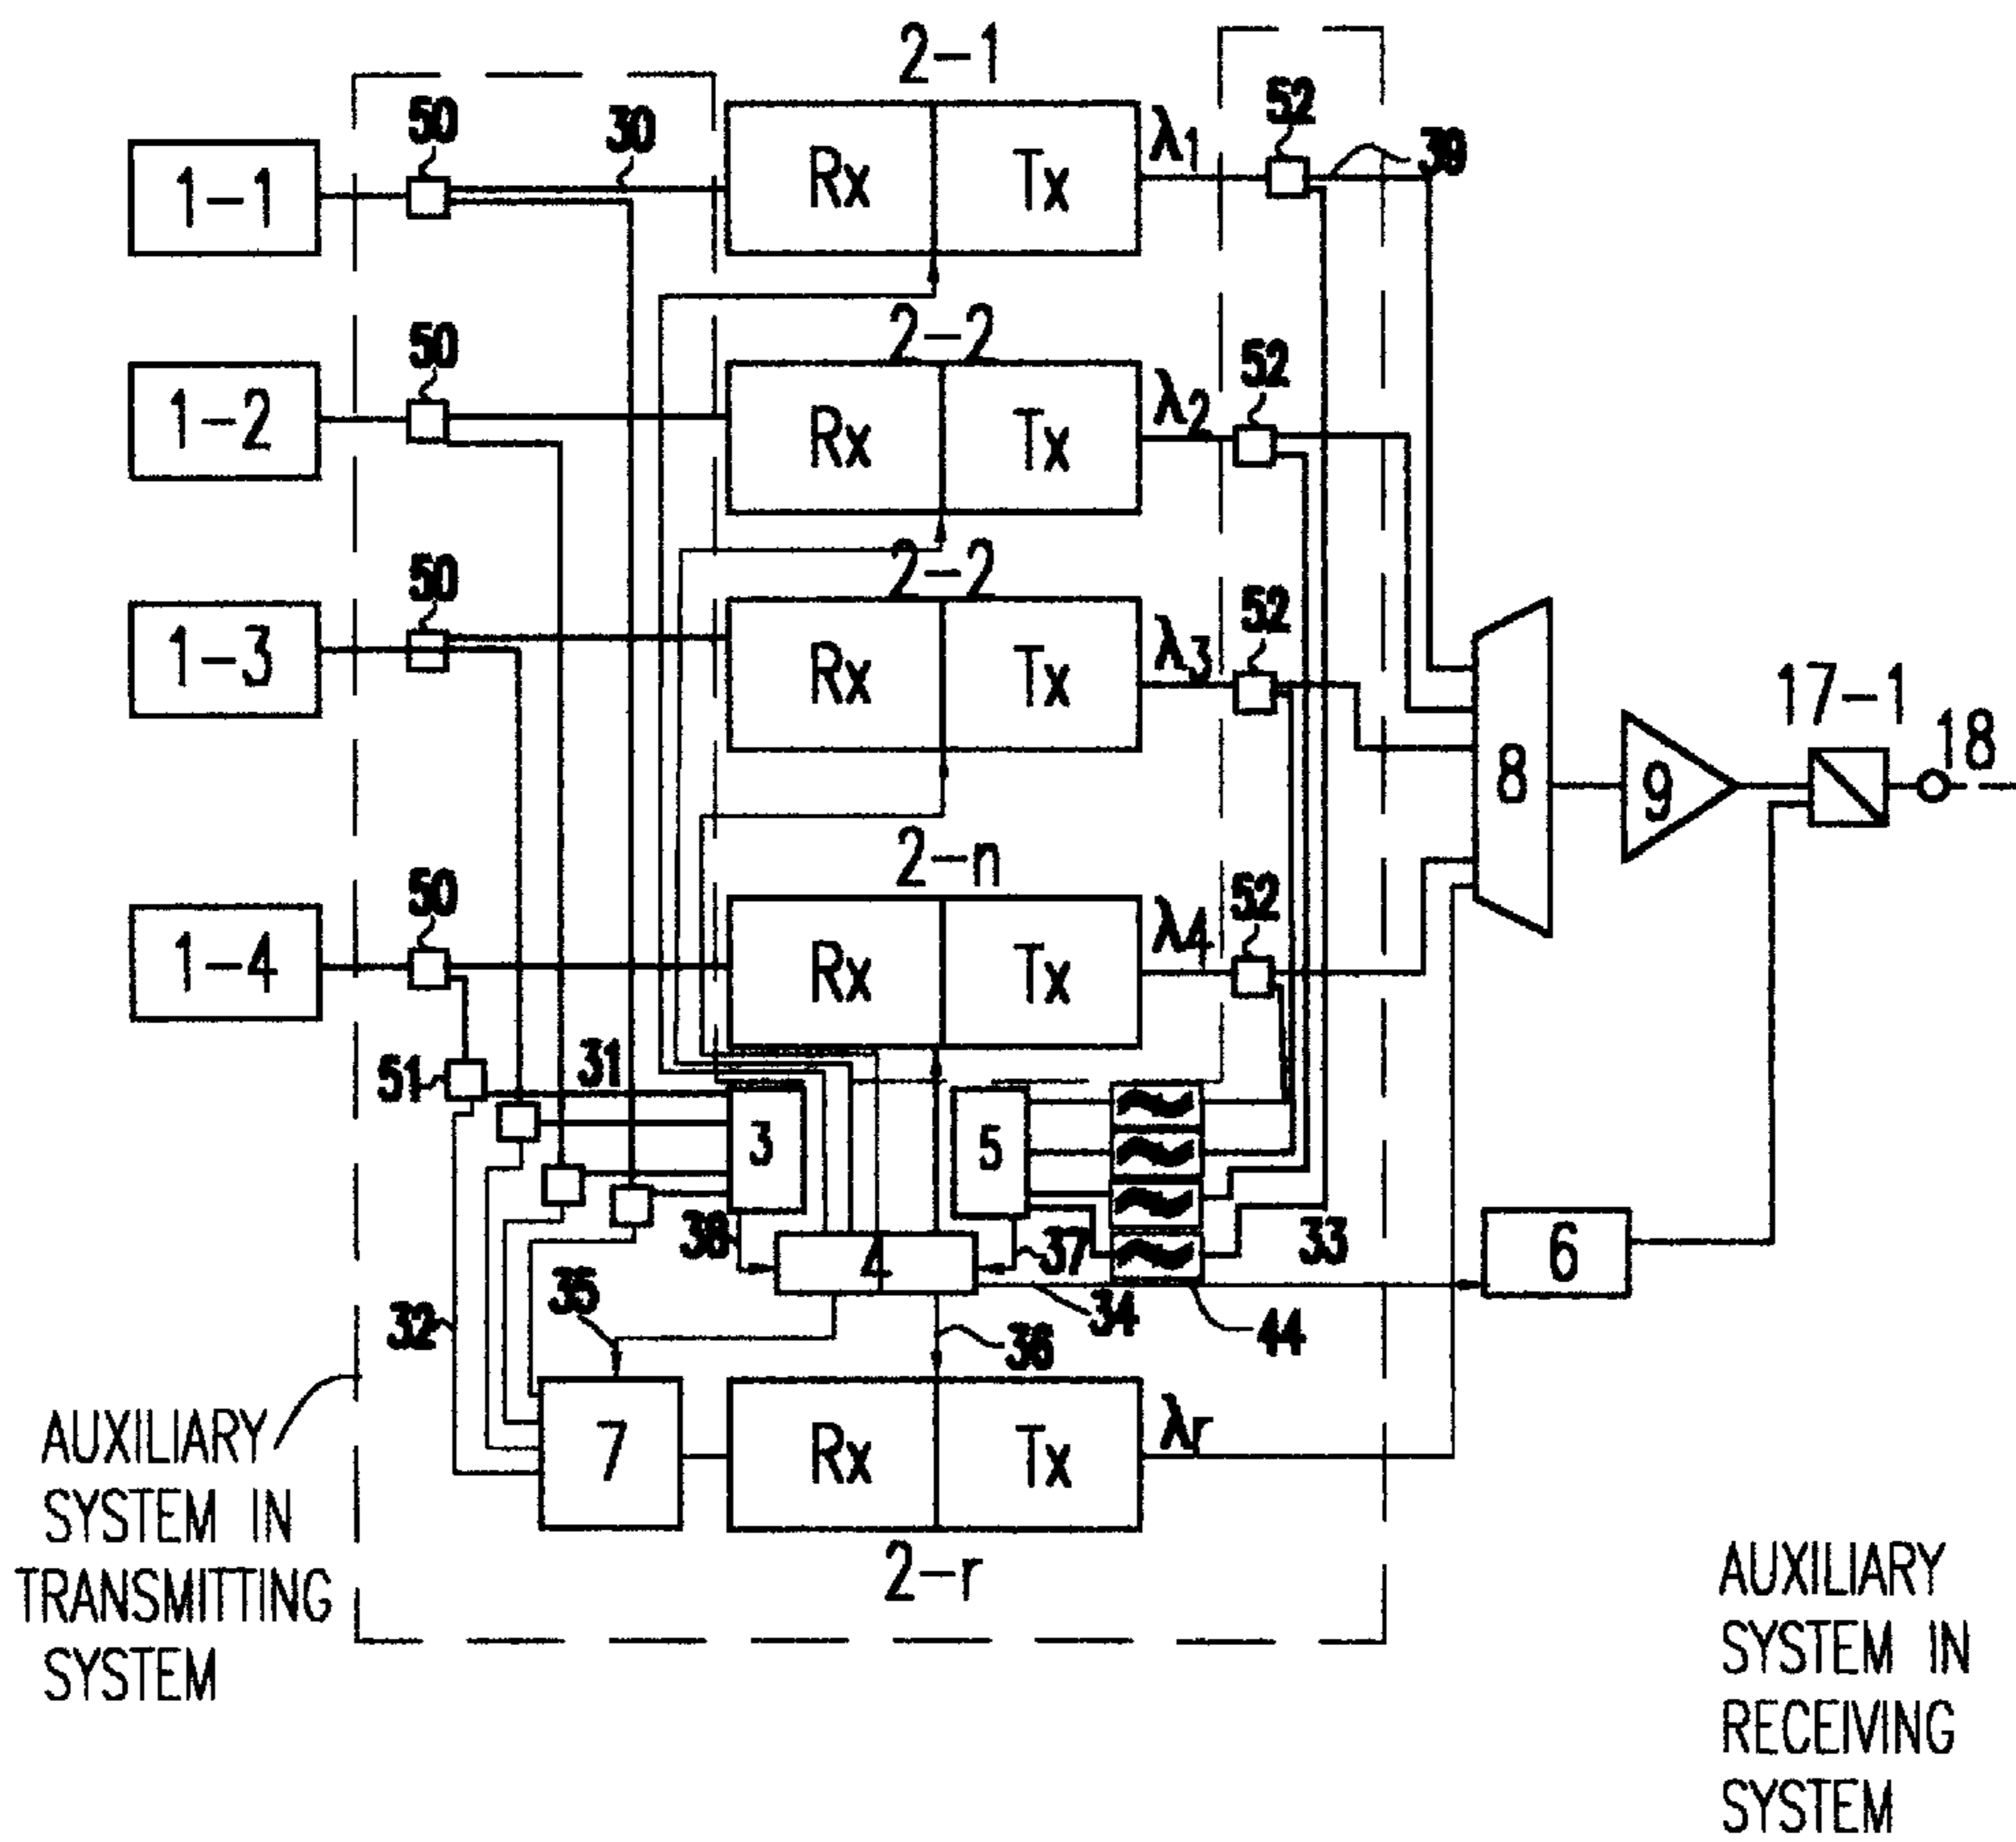 2-1
50
30
λ1
52
39
1-1
Rx
Tx
2-2
50
λ2
52
1-2
Rx
Tx
2-2
50
λ3
52
1-3
Rx
Tx
17-1
18
8
9
2-n
50
λ4
52
1-4
Rx
Tx
51
31
3
5
38
4
37
33
6
35
32
36
34
44
7
Rx
Tx
λr
2-r
AUXILIARY
SYSTEM IN
TRANSMITTING
SYSTEM
AUXILIARY
SYSTEM IN
RECEIVING
SYSTEM